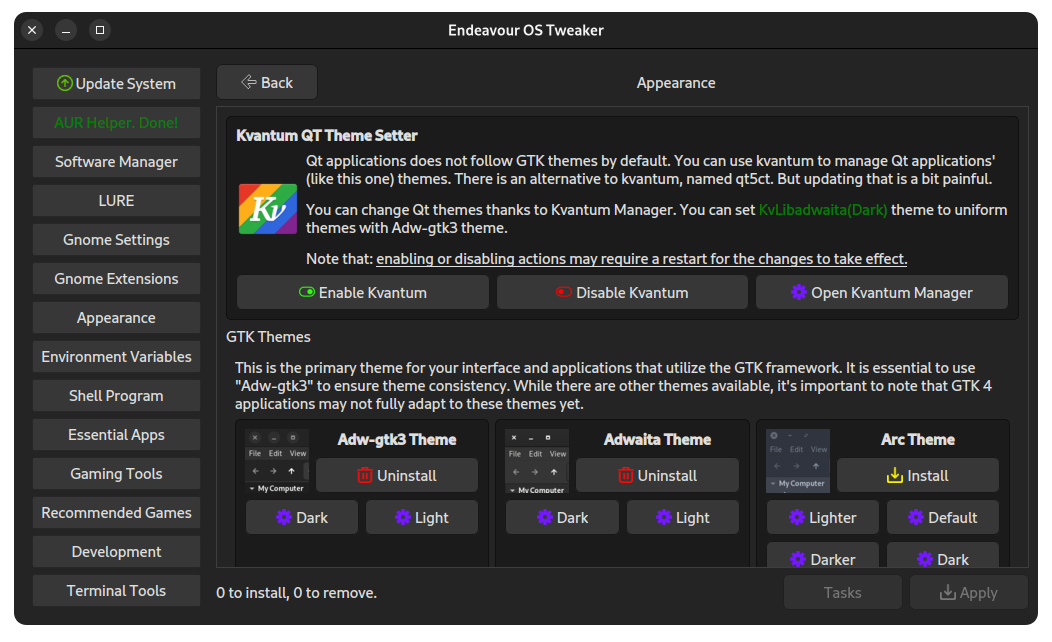 Endeavour OS Tweaker
Update System
AUR Helper. Done!
Software Manager
LURE
Gnome Settings
Gnome Extensions
Appearance
Environment Variables
Shell Program
Essential Apps
Gaming Tools
Recommended Games
Development
Terminal Tools
Back
Appearance
Kvantum QT Theme Setter
Kv
Qt applications does not follow GTK themes by default. You can use kvantum to manage Qt applications'
(like this one) themes. There is an alternative to kvantum, named qt5ct. But updating that is a bit painful.
You can change Qt themes thanks to Kvantum Manager. You can set KvLibadwaita(Dark) theme to uniform
themes with Adw-gtk3 theme.
Note that: enabling or disabling actions may require a restart for the changes to take effect.
Enable Kvantum
Disable Kvantum
Open Kvantum Manager
GTK Themes
This is the primary theme for your interface and applications that utilize the GTK framework. It is essential to use
"Adw-gtk3" to ensure theme consistency. While there are other themes available, it's important to note that GTK 4
applications may not fully adapt to these themes yet.
File Edit View
My Computer
Adw-gtk3 Theme
Uninstall
Dark
Light
File Edit View
My Computer
Adwaita Theme
Uninstall
Dark
Light
File Edit View
My Computer
Arc Theme
Install
Lighter
Default
Darker
Dark
0 to install, 0 to remove.
Tasks
Apply